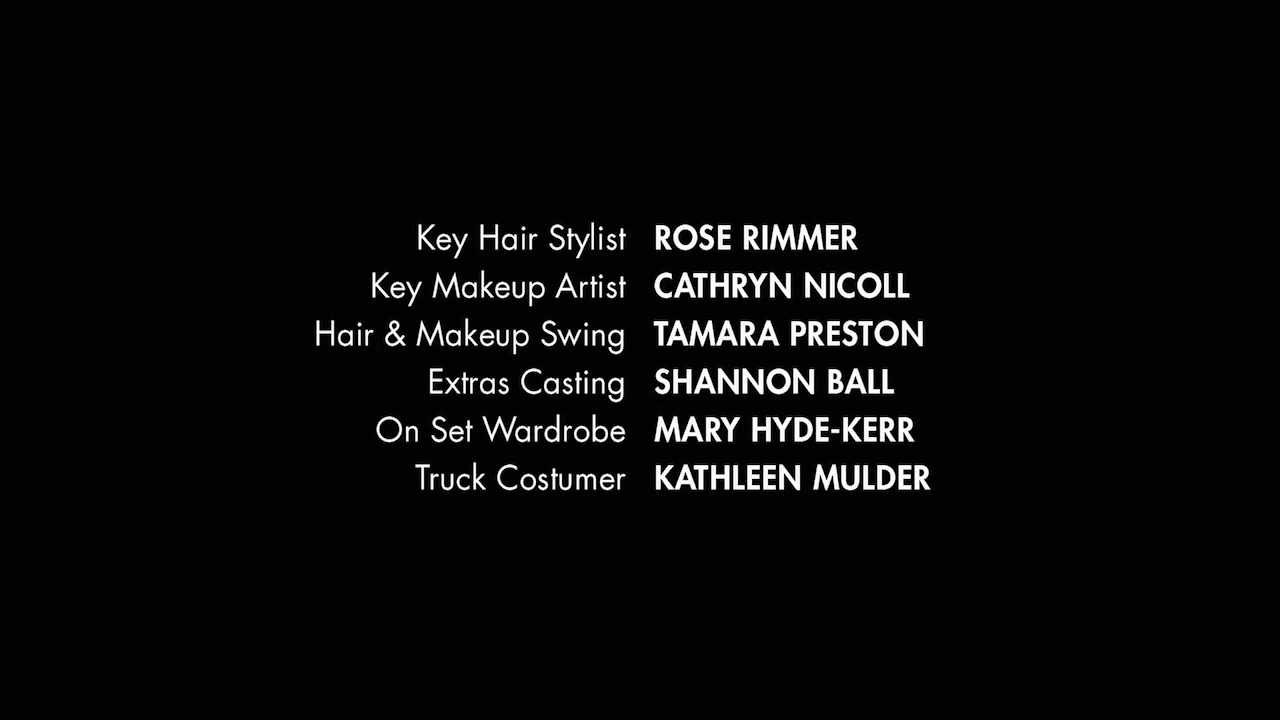 Key Hair Stylist ROSE RIMMER
Key Makeup Artist CATHRYN NICOLL
Hair & Makeup Swing TAMARA PRESTON
Extras Casting SHANNON BALL
On Set Wardrobe MARY HYDE-KERR
Truck Costumer KATHLEEN MULDER